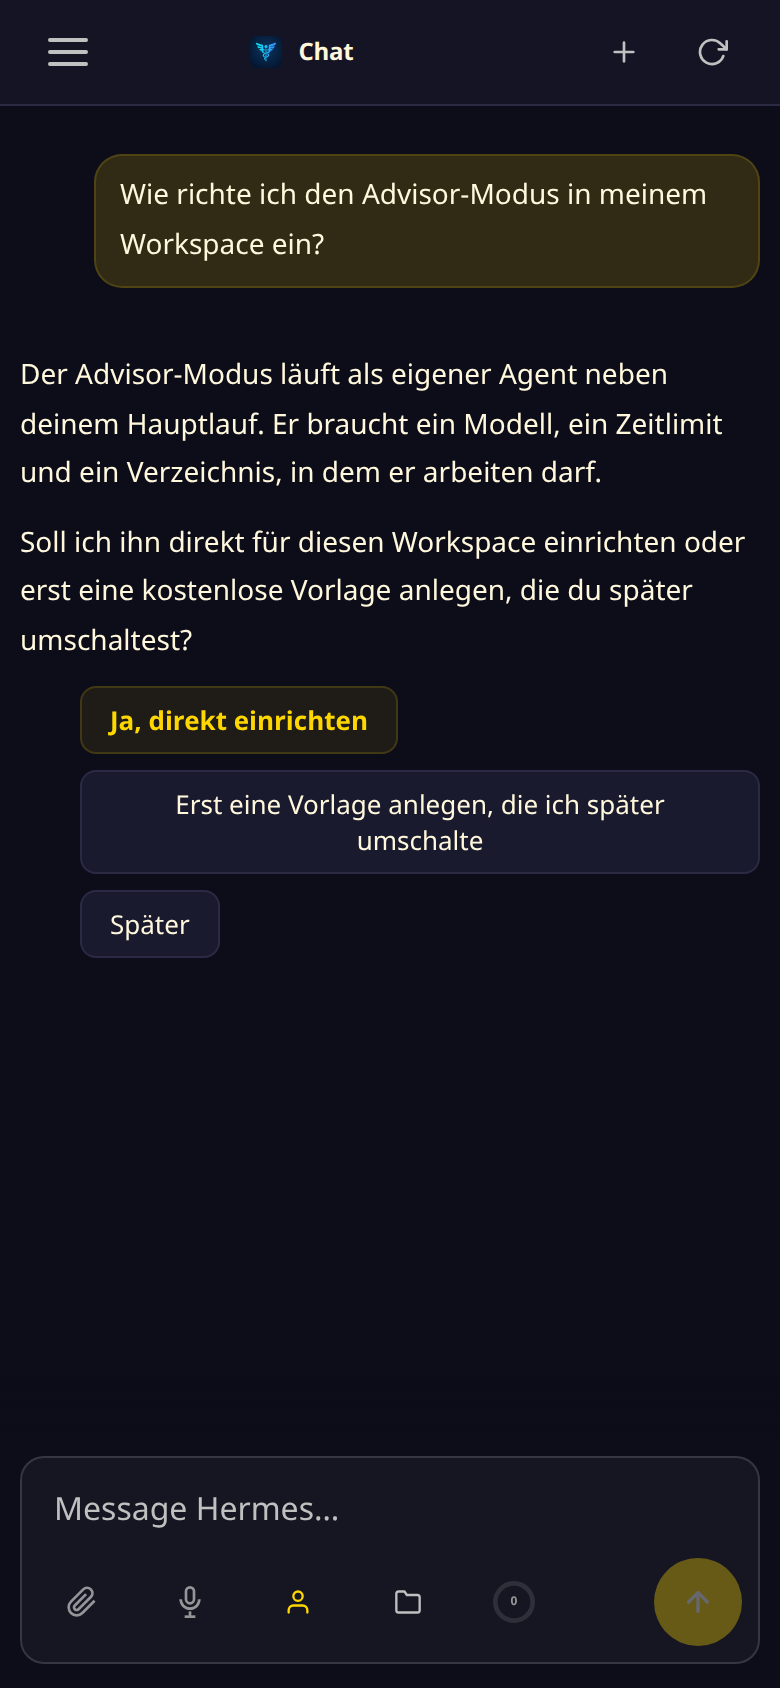 Chat
Wie richte ich den Advisor-Modus in meinem
Workspace ein?
Der Advisor-Modus läuft als eigener Agent neben
deinem Hauptlauf. Er braucht ein Modell, ein Zeitlimit
und ein Verzeichnis, in dem er arbeiten darf.
Soll ich ihn direkt für diesen Workspace einrichten oder
erst eine kostenlose Vorlage anlegen, die du später
umschaltest?
Ja, direkt einrichten
Erst eine Vorlage anlegen, die ich später
umschalte
Später
Message Hermes...
0